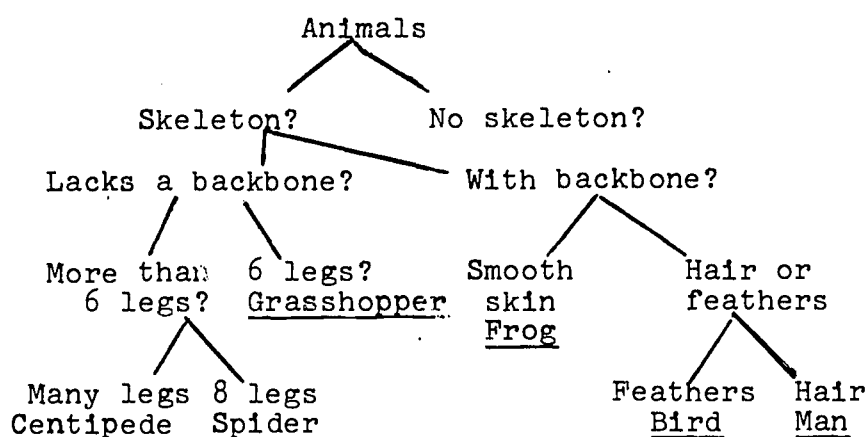 Animals
Skeleton? No skeleton?
Lacks a backbone? With backbone?
More than 6 legs? Smooth Hair or
6 legs? Grasshopper skin feathers
Frog
Many legs 8 legs Feathers Hair
Centipede Spider Bird Man